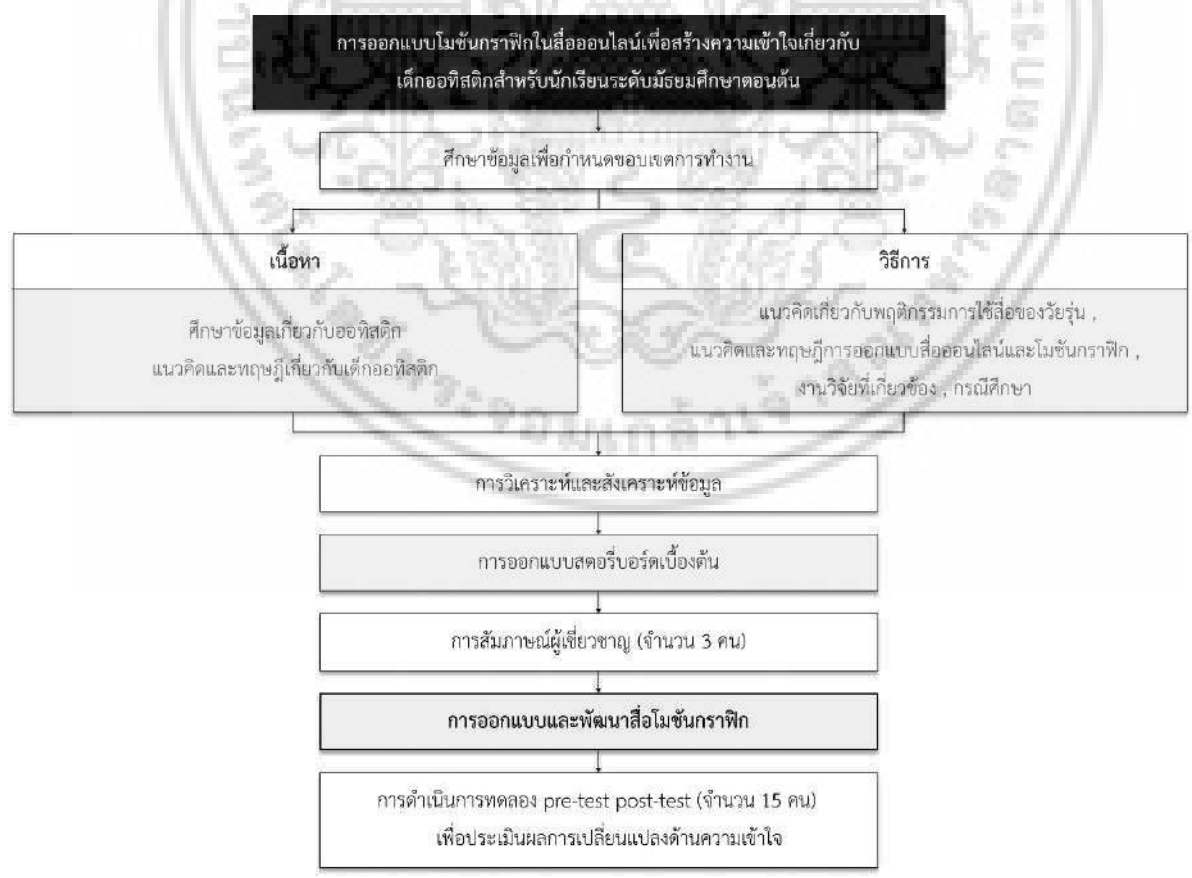 การออกแบบโมชันกราฟิกในสื่อออนไลน์เพื่อสร้างความเข้าใจเกี่ยวกับ
เด็กออทิสติกสำหรับนักเรียนระดับมัธยมศึกษาตอนต้น
ศึกษาข้อมูลเพื่อกำหนดขอบเขตการทำงาน
เนื้อหา
ศึกษาข้อมูลเกี่ยวกับออทิสติก
แนวคิดและทฤษฎีเกี่ยวกับเด็กออทิสติก
วิธีการ
แนวคิดเกี่ยวกับพฤติกรรมการใช้สื่อของวัยรุ่น ,
แนวคิดและทฤษฎีการออกแบบสื่อออนไลน์และโมชันกราฟิก ,
งานวิจัยที่เกี่ยวข้อง , กรณีศึกษา
การวิเคราะห์และสังเคราะห์ข้อมูล
การออกแบบสตอรี่บอร์ดเบื้องต้น
การสัมภาษณ์ผู้เชี่ยวชาญ (จำนวน 3 คน)
การออกแบบและพัฒนาสื่อโมชันกราฟิก
การดำเนินการทดลอง pre-test post-test (จำนวน 15 คน)
เพื่อประเมินผลการเปลี่ยนแปลงด้านความเข้าใจ